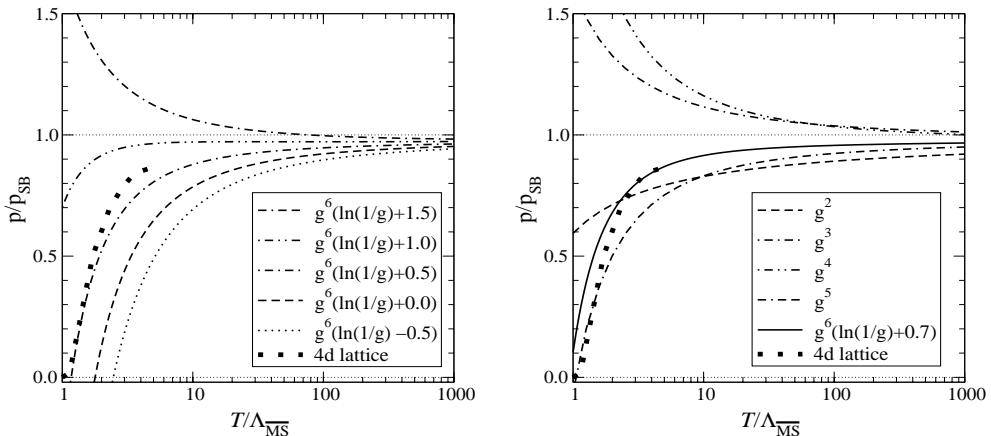 1.5
1.0
0.5
0.0
p/p_SB
g^6(ln(1/g)+1.5)
g^6(ln(1/g)+1.0)
g^6(ln(1/g)+0.5)
g^6(ln(1/g)+0.0)
g^6(ln(1/g) −0.5)
4d lattice
1 10 100 1000
T/Λ_M̅S̅
1.5
1.0
0.5
0.0
p/p_SB
g^2
g^3
g^4
g^5
g^6(ln(1/g)+0.7)
4d lattice
1 10 100 1000
T/Λ_M̅S̅